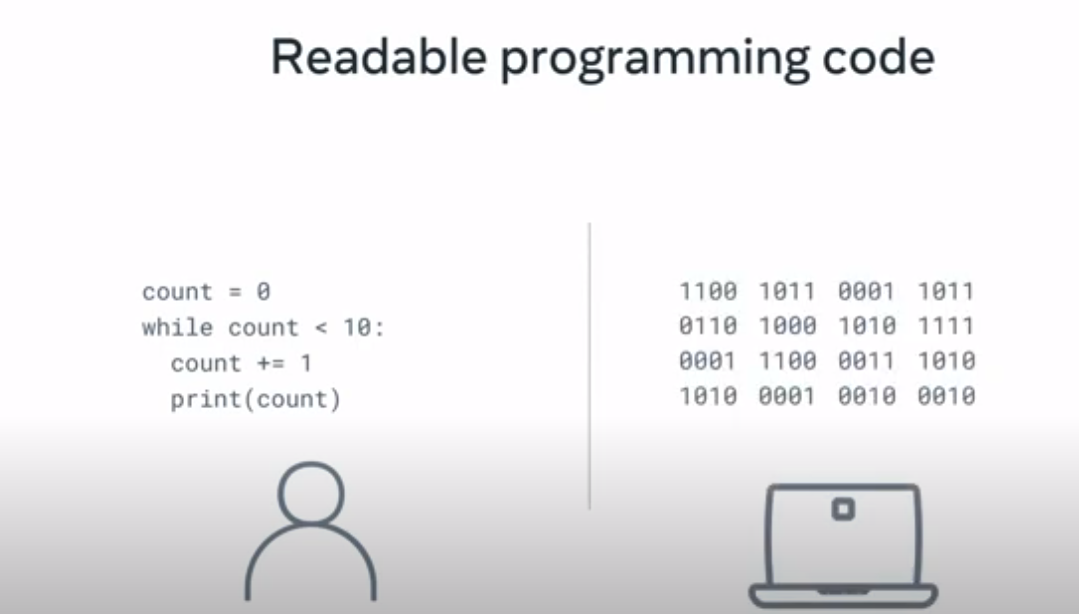 Readable programming code
count = 0
while count < 10:
  count += 1
  print(count)
1100 1011 0001 1011
0110 1000 1010 1111
0001 1100 0011 1010
1010 0001 0010 0010